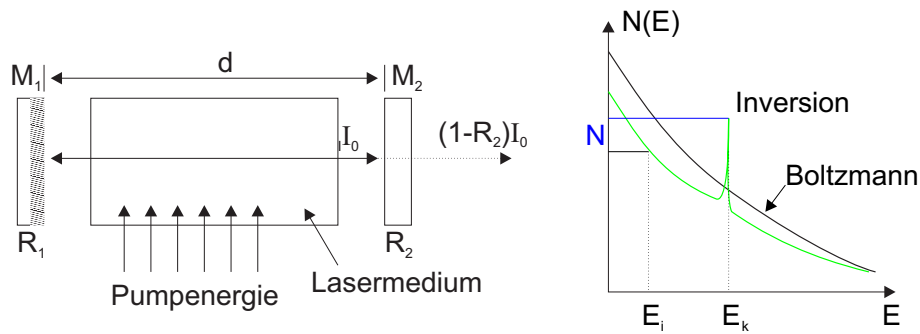 d
M₁
M₂
I₀
(1-R₂)I₀
R₁
R₂
Pumpenergie
Lasermedium
N(E)
Inversion
N
Boltzmann
Eᵢ
Eₖ
E